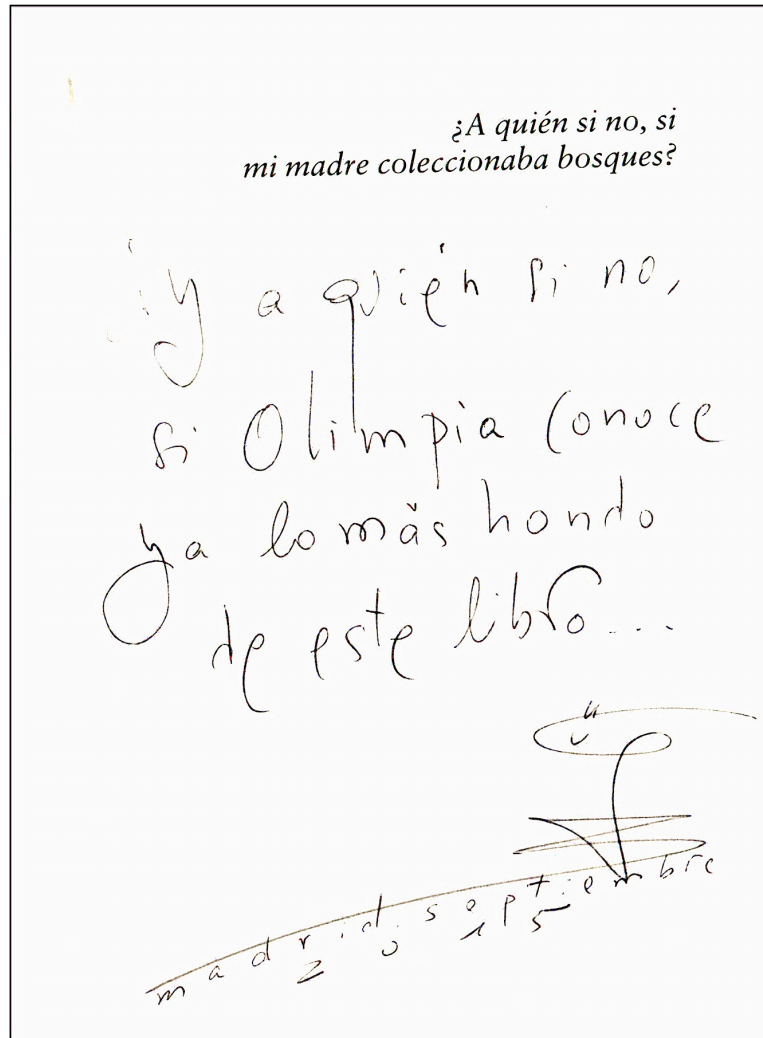 ¿A quién si no, si
mi madre coleccionaba bosques?
¿y a quién si no,
si Olimpia conoce
ya lo más hondo
de este libro...
madrid septiembre
2015